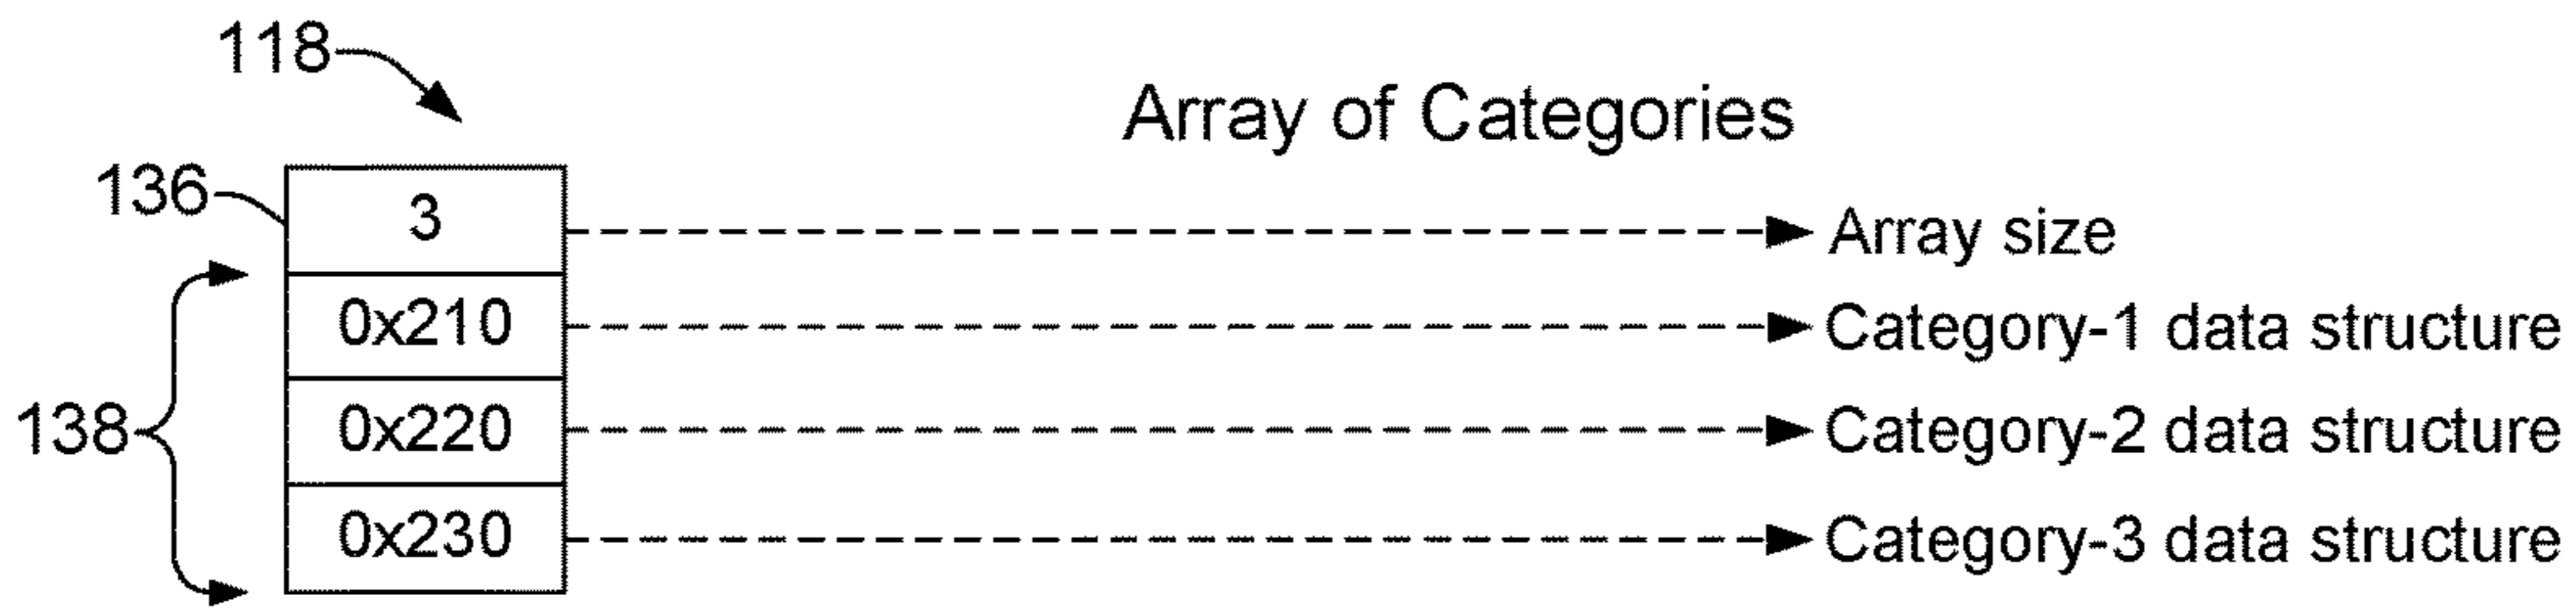 118
Array of Categories
136
3
Array size
0x210
Category-1 data structure
138
0x220
Category-2 data structure
0x230
Category-3 data structure